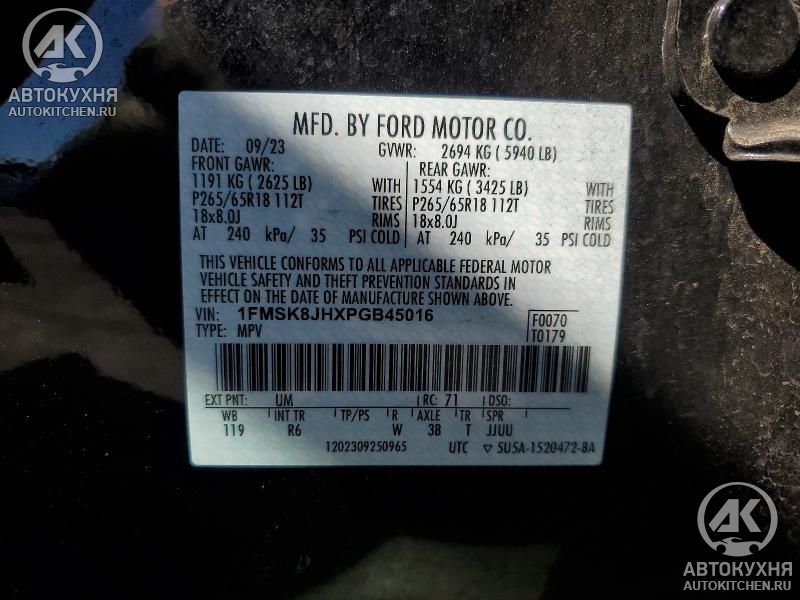 АК
АВТОКУХНЯ
AUTOKITCHEN.RU
MFD. BY FORD MOTOR CO.
DATE: 09/23 GVWR: 2694 KG ( 5940 LB)
FRONT GAWR: REAR GAWR:
1191 KG ( 2625 LB) WITH 1554 KG ( 3425 LB) WITH
P265/65R18 112T TIRES P265/65R18 112T TIRES
18x8.0J RIMS 18x8.0J RIMS
AT 240 kPa/ 35 PSI COLD AT 240 kPa/ 35 PSI COLD
THIS VEHICLE CONFORMS TO ALL APPLICABLE FEDERAL MOTOR
VEHICLE SAFETY AND THEFT PREVENTION STANDARDS
IN EFFECT ON THE DATE OF MANUFACTURE SHOWN ABOVE.
VIN: 1FMSK8JHXPGB45016 F0070
TYPE: MPV T0179
EXT PNT: UM RC: 71 DSO:
WB INT TR TP/PS R AXLE TR SPR
119 R6 W 3B T JJUU
1202309250965 UTC ▽ 5U5A-1520472-BA
АК
АВТОКУХНЯ
AUTOKITCHEN.RU